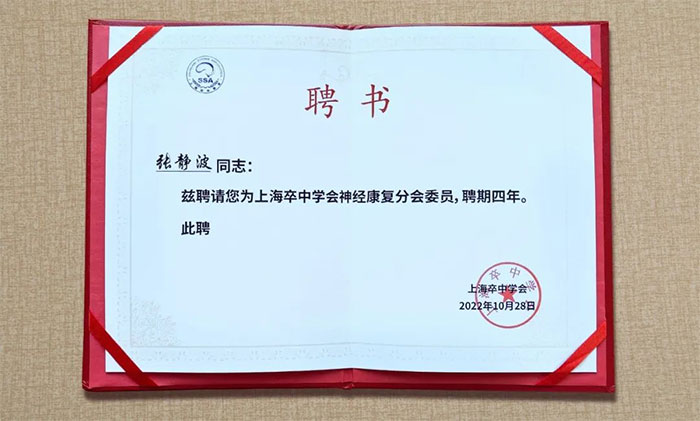 SSA
聘书
张静波 同志：
兹聘请您为上海卒中学会神经康复分会委员，聘期四年。
此聘
上海卒中学会
2022年10月28日